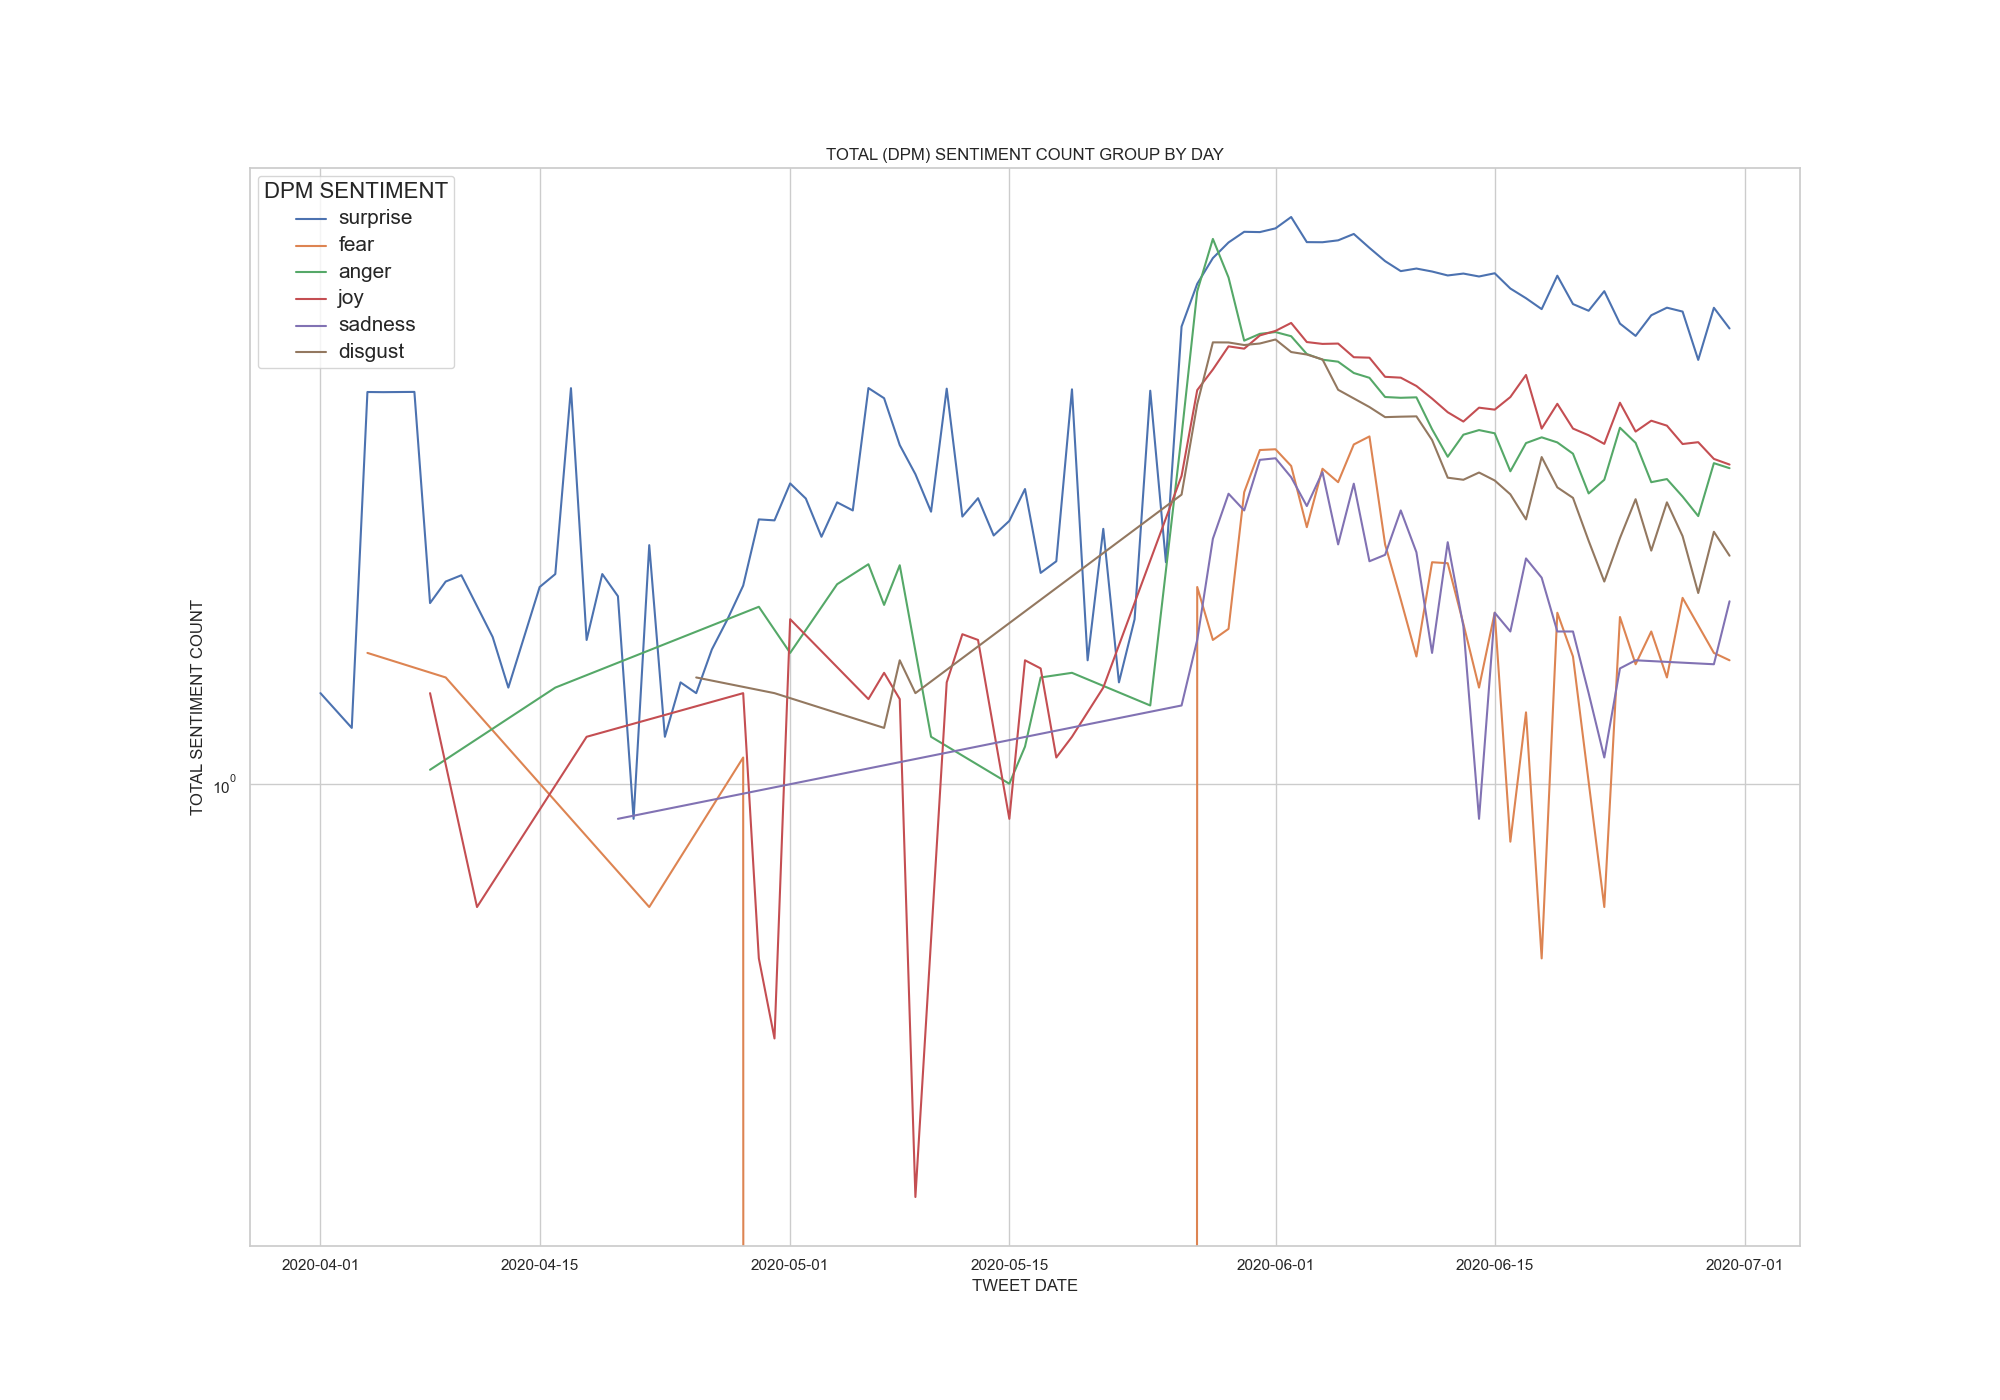 TOTAL (DPM) SENTIMENT COUNT GROUP BY DAY
DPM SENTIMENT
surprise
fear
anger
joy
sadness
disgust
TOTAL SENTIMENT COUNT
10⁰
2020-04-01 2020-04-15 2020-05-01 2020-05-15 2020-06-01 2020-06-15 2020-07-01
TWEET DATE